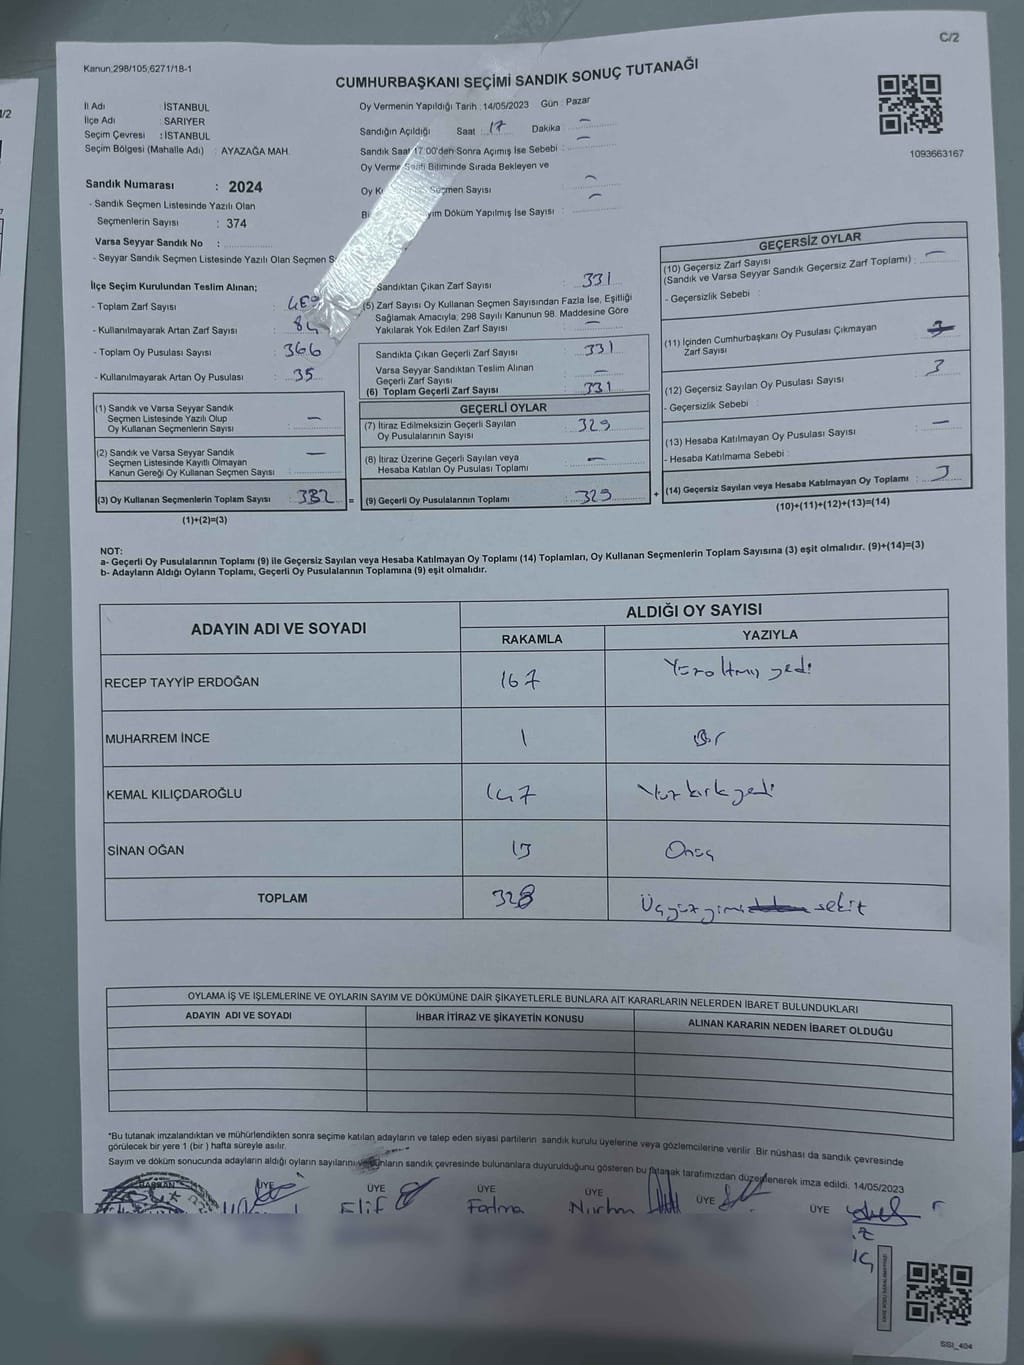 C/2
Kanun,298/105,6271/18-1
CUMHURBAŞKANI SEÇİMİ SANDIK SONUÇ TUTANAĞI
İl Adı : İSTANBUL
İlçe Adı : SARIYER
Seçim Çevresi : İSTANBUL
Seçim Bölgesi (Mahalle Adı) : AYAZAĞA MAH.
Sandık Numarası : 2024
- Sandık Seçmen Listesinde Yazılı Olan
Seçmenlerin Sayısı : 374
Varsa Seyyar Sandık No :
- Seyyar Sandık Seçmen Listesinde Yazılı Olan Seçmen S
Oy Vermenin Yapıldığı Tarih : 14/05/2023 Gün : Pazar
Sandığın Açıldığı Saat : 17 Dakika : —
Sandık Saat 17:00'den Sonra Açımış İse Sebebi : —
Oy Verme Saati Bitiminde Sırada Bekleyen ve
Oy Seçmen Sayısı : —
Döküm Yapılmış İse Sayısı : —
1093663167
İlçe Seçim Kurulundan Teslim Alınan;
- Toplam Zarf Sayısı :
- Kullanılmayarak Artan Zarf Sayısı :
- Toplam Oy Pusulası Sayısı : 366
- Kullanılmayarak Artan Oy Pusulası : 35
(1) Sandık ve Varsa Seyyar Sandık
Seçmen Listesinde Yazılı Olup
Oy Kullanan Seçmenlerin Sayısı : —
(2) Sandık ve Varsa Seyyar Sandık
Seçmen Listesinde Kayıtlı Olmayan
Kanun Gereği Oy Kullanan Seçmen Sayısı : —
(3) Oy Kullanan Seçmenlerin Toplam Sayısı : 332 =
(1)+(2)=(3)
Sandıktan Çıkan Zarf Sayısı : 331
(5) Zarf Sayısı Oy Kullanan Seçmen Sayısından Fazla İse, Eşitliği
Sağlamak Amacıyla, 298 Sayılı Kanunun 98. Maddesine Göre
Yakılarak Yok Edilen Zarf Sayısı : —
Sandıkta Çıkan Geçerli Zarf Sayısı : 331
Varsa Seyyar Sandıktan Teslim Alınan
Geçerli Zarf Sayısı : —
(6) Toplam Geçerli Zarf Sayısı : 331
GEÇERLİ OYLAR
(7) İtiraz Edilmeksizin Geçerli Sayılan
Oy Pusulalarının Sayısı : 329
(8) İtiraz Üzerine Geçerli Sayılan veya
Hesaba Katılan Oy Pusulası Toplamı : —
(9) Geçerli Oy Pusulalarının Toplamı : 329 +
GEÇERSİZ OYLAR
(10) Geçersiz Zarf Sayısı
(Sandık ve Varsa Seyyar Sandık Geçersiz Zarf Toplamı) : —
- Geçersizlik Sebebi :
(11) İçinden Cumhurbaşkanı Oy Pusulası Çıkmayan
Zarf Sayısı :
(12) Geçersiz Sayılan Oy Pusulası Sayısı : 3
- Geçersizlik Sebebi :
(13) Hesaba Katılmayan Oy Pusulası Sayısı : —
- Hesaba Katılmama Sebebi :
(14) Geçersiz Sayılan veya Hesaba Katılmayan Oy Toplamı : 3
(10)+(11)+(12)+(13)=(14)
NOT:
a- Geçerli Oy Pusulalarının Toplamı (9) ile Geçersiz Sayılan veya Hesaba Katılmayan Oy Toplamı (14) Toplamları, Oy Kullanan Seçmenlerin Toplam Sayısına (3) eşit olmalıdır. (9)+(14)=(3)
b- Adayların Aldığı Oyların Toplamı, Geçerli Oy Pusulalarının Toplamına (9) eşit olmalıdır.
ADAYIN ADI VE SOYADI
ALDIĞI OY SAYISI
RAKAMLA YAZIYLA
RECEP TAYYİP ERDOĞAN 167 Yüzaltmış yedi
MUHARREM İNCE 1 Bir
KEMAL KILIÇDAROĞLU 147 Yüz kırk yedi
SİNAN OĞAN 13 Onüç
TOPLAM 328 Üçyüz yirmi sekiz
OYLAMA İŞ VE İŞLEMLERİNE VE OYLARIN SAYIM VE DÖKÜMÜNE DAİR ŞİKAYETLERLE BUNLARA AİT KARARLARIN NELERDEN İBARET BULUNDUKLARI
ADAYIN ADI VE SOYADI İHBAR İTİRAZ VE ŞİKAYETİN KONUSU ALINAN KARARIN NEDEN İBARET OLDUĞU
*Bu tutanak imzalandıktan ve mühürlendikten sonra seçime katılan adayların ve talep eden siyasi partilerin sandık kurulu üyelerine veya gözlemcilerine verilir. Bir nüshası da sandık çevresinde
görülecek bir yere 1 (bir ) hafta süreyle asılır.
Sayım ve döküm sonucunda adayların aldığı oyların sayılarını bunların sandık çevresinde bulunanlara duyurulduğunu gösteren bu tutanak tarafımızdan düzenlenerek imza edildi. 14/05/2023
BAŞKAN ÜYE ÜYE ÜYE ÜYE ÜYE ÜYE
Elif Fatma Nurhan
SSI_404